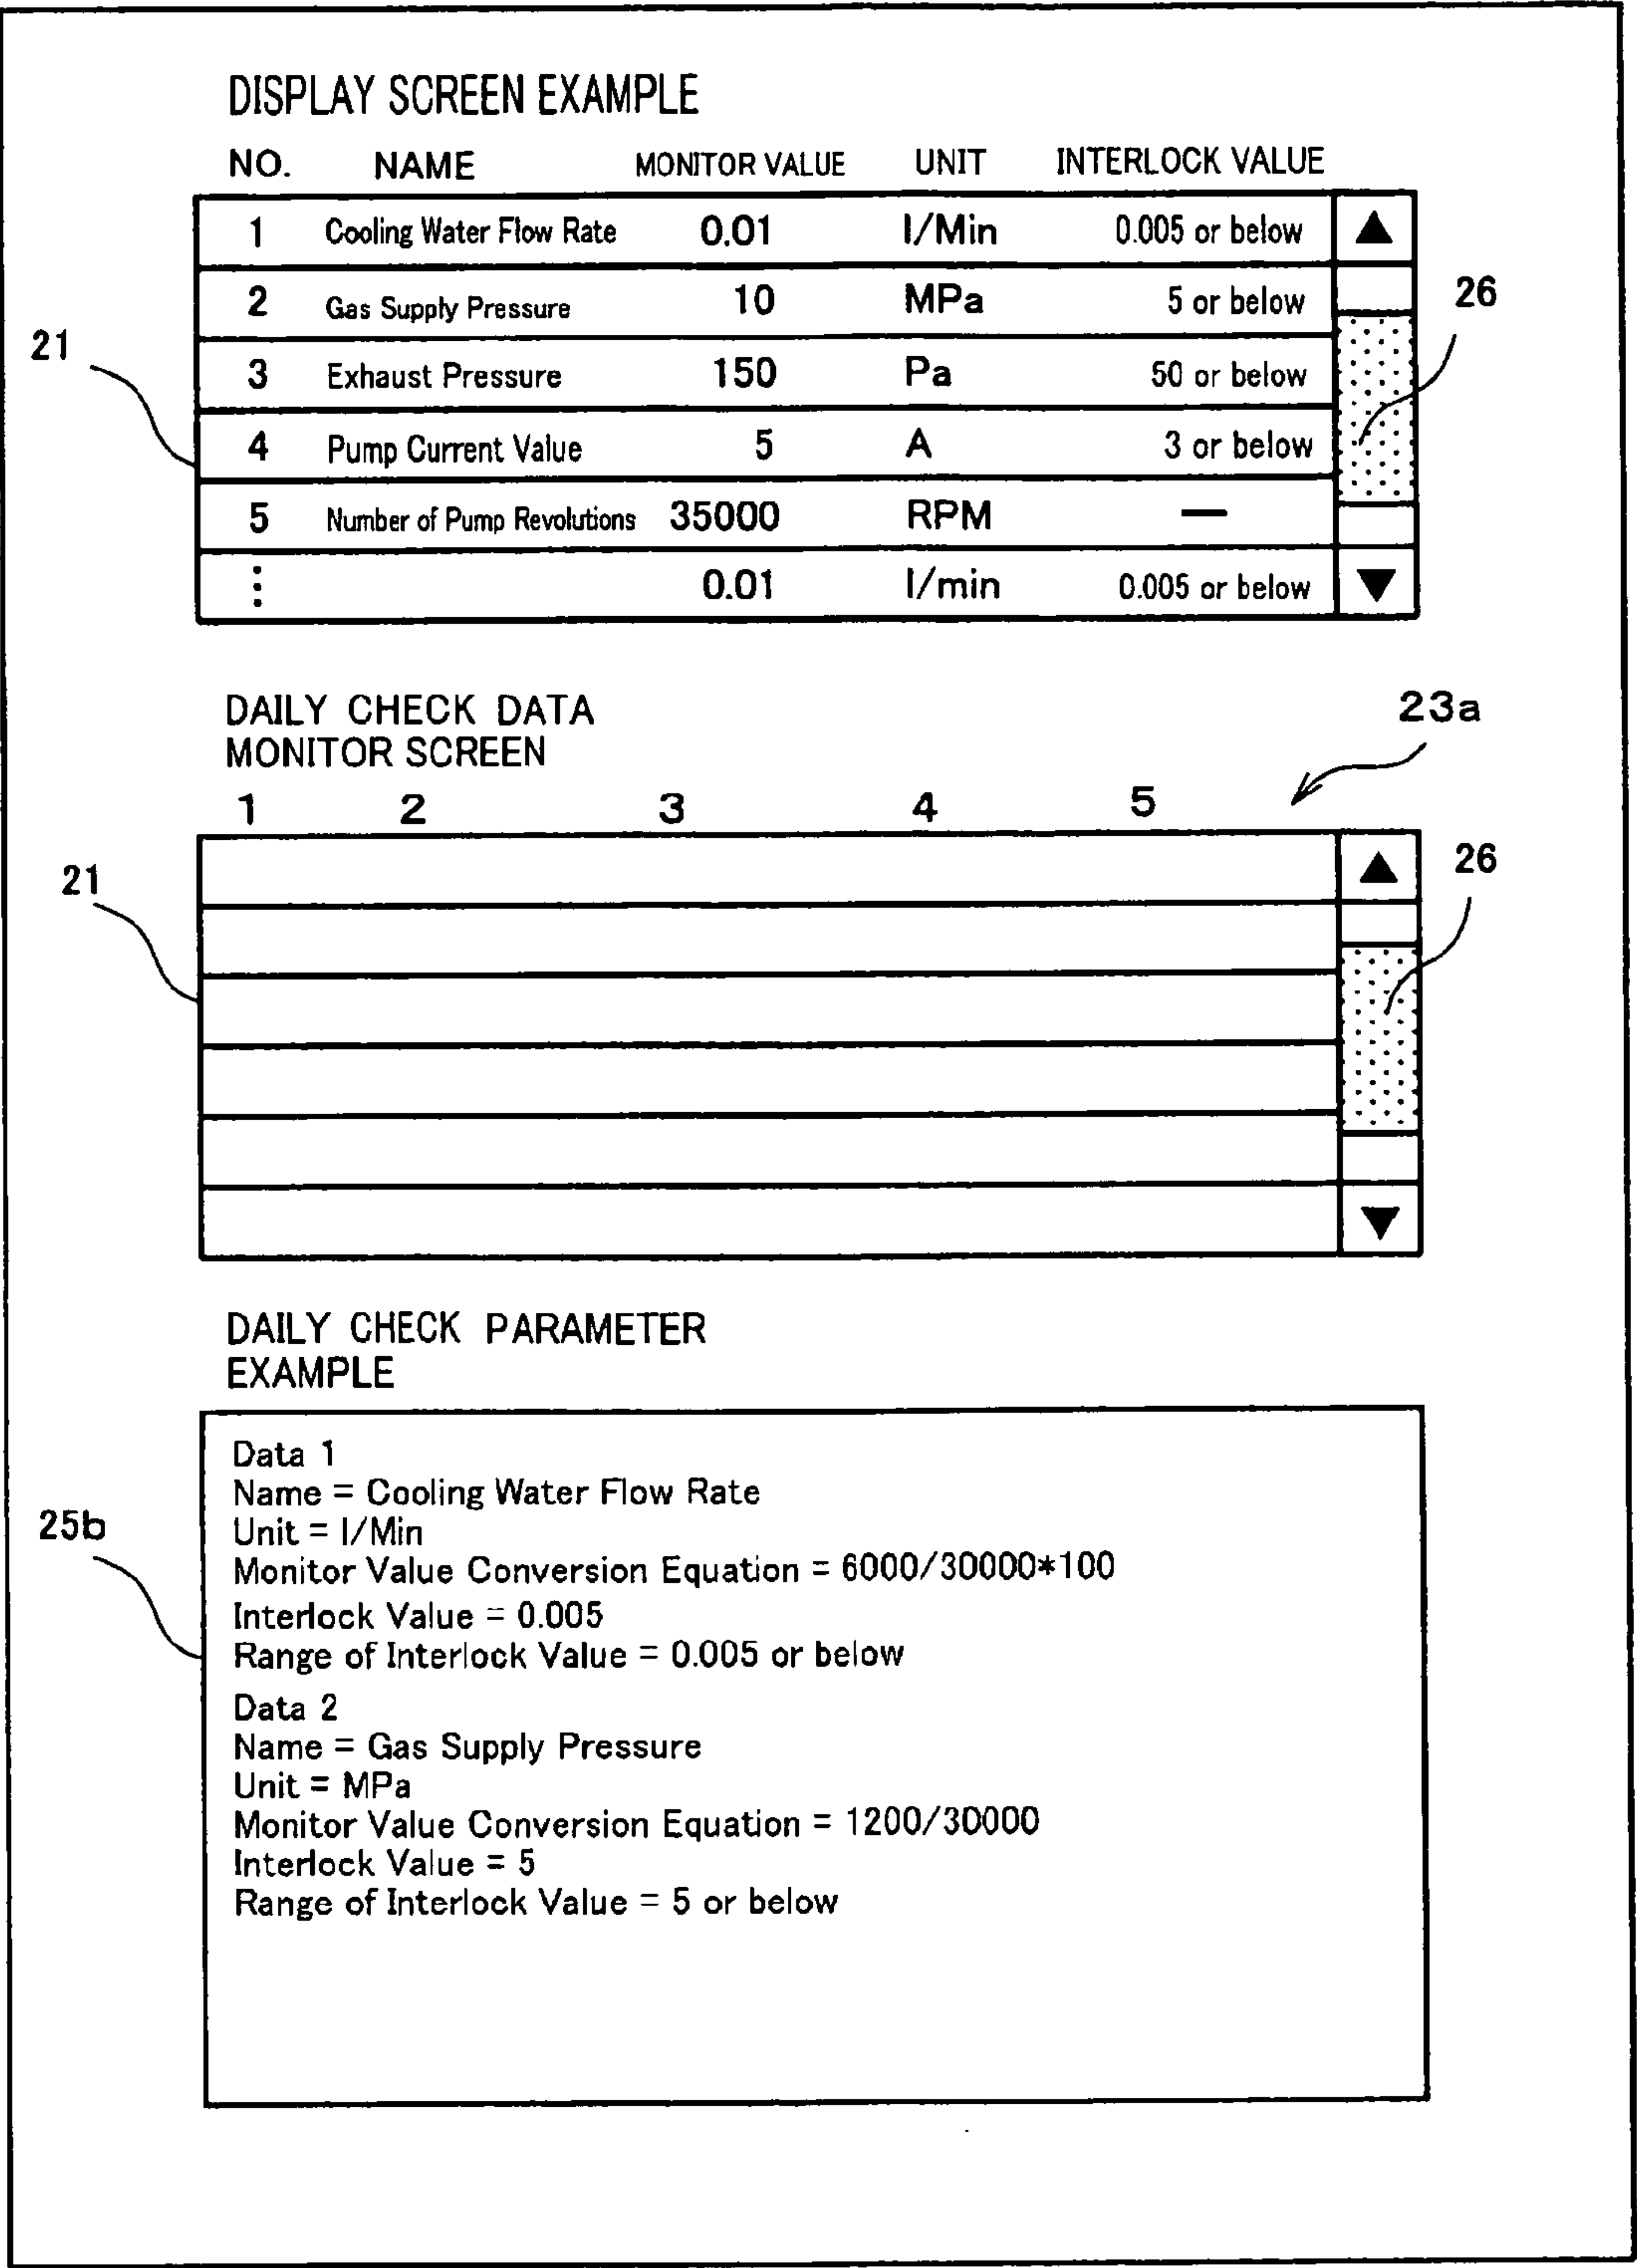 DISPLAY SCREEN EXAMPLE
NO. NAME MONITOR VALUE UNIT INTERLOCK VALUE
1 Cooling Water Flow Rate 0.01 l/Min 0.005 or below ▲
2 Gas Supply Pressure 10 MPa 5 or below
26
21
3 Exhaust Pressure 150 Pa 50 or below
4 Pump Current Value 5 A 3 or below
5 Number of Pump Revolutions 35000 RPM —
⋮ 0.01 l/min 0.005 or below ▼
DAILY CHECK DATA
MONITOR SCREEN
23a
1 2 3 4 5
▲
26
21
▼
DAILY CHECK PARAMETER
EXAMPLE
Data 1
Name = Cooling Water Flow Rate
25b
Unit = l/Min
Monitor Value Conversion Equation = 6000/30000*100
Interlock Value = 0.005
Range of Interlock Value = 0.005 or below
Data 2
Name = Gas Supply Pressure
Unit = MPa
Monitor Value Conversion Equation = 1200/30000
Interlock Value = 5
Range of Interlock Value = 5 or below